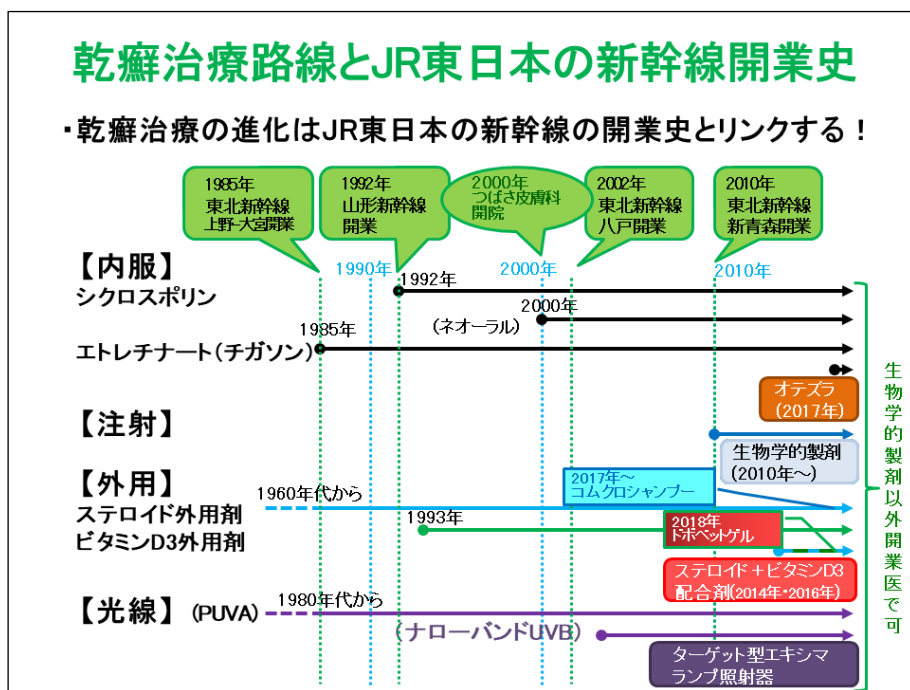 乾癬治療路線とJR東日本の新幹線開業史
・乾癬治療の進化はJR東日本の新幹線の開業史とリンクする！
1985年
東北新幹線
上野-大宮開業
1992年
山形新幹線
開業
2000年
つばさ皮膚科
開院
2002年
東北新幹線
八戸開業
2010年
東北新幹線
新青森開業
1990年
2000年
2010年
【内服】
シクロスポリン
1992年
2000年
(ネオーラル)
1985年
エトレチナート(チガソン)
オテズラ
(2017年)
【注射】
生物学的製剤
(2010年～)
【外用】
1960年代から
2017年～
コムクロシャンプー
ステロイド外用剤
1993年
2018年
ドボベットゲル
ビタミンD3外用剤
ステロイド＋ビタミンD3
配合剤(2014年・2016年)
【光線】 (PUVA)
1980年代から
(ナローバンドUVB)
ターゲット型エキシマ
ランプ照射器
生物学的製剤以外開業医で可